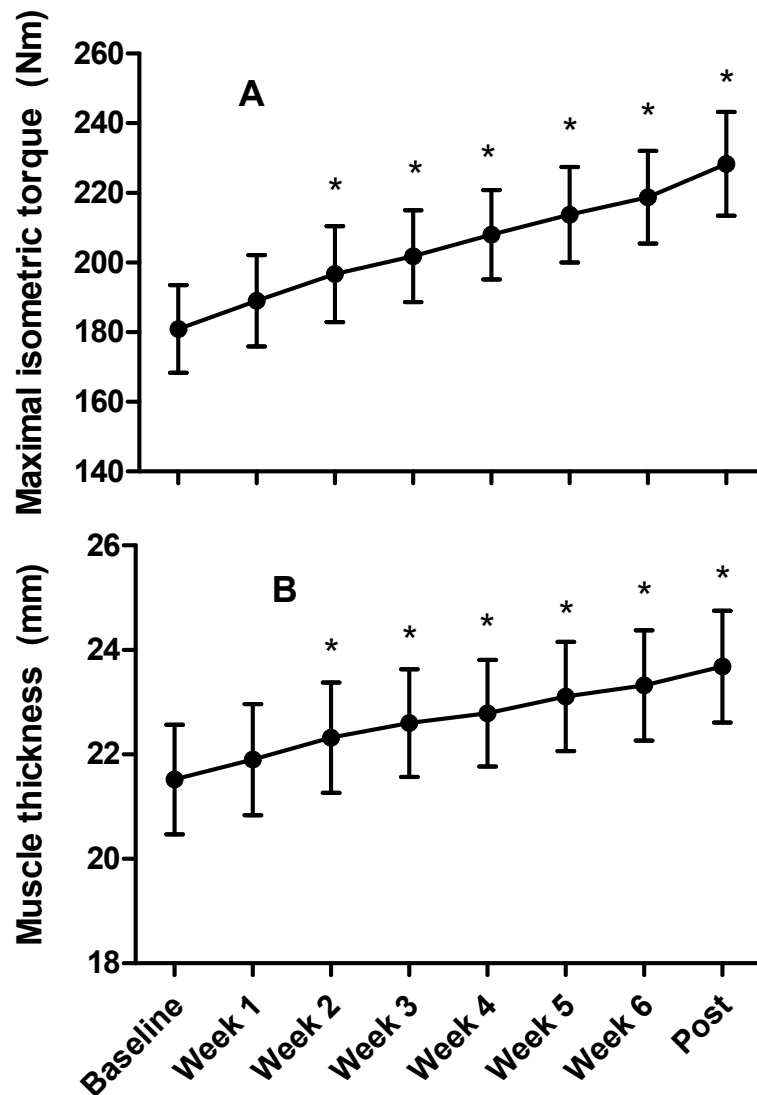 Maximal isometric torque (Nm)
260
240
220
200
180
160
140
A
* * * * * *
Muscle thickness (mm)
26
24
22
20
18
B
* * * * * *
Baseline
Week 1
Week 2
Week 3
Week 4
Week 5
Week 6
Post